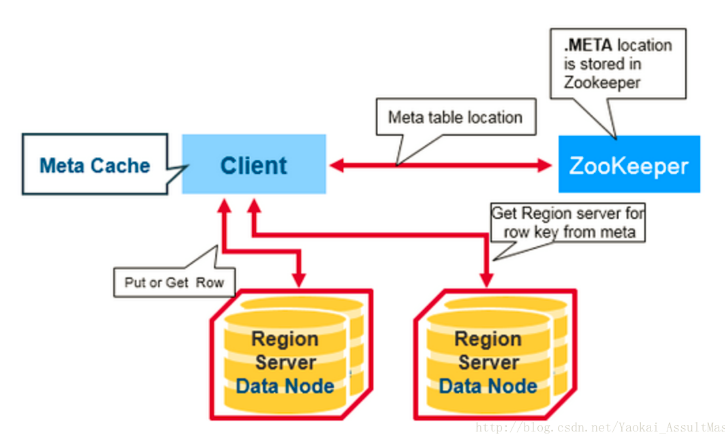 .META location
is stored in
Zookeeper
Meta table location
Meta Cache
Client
ZooKeeper
Get Region server for
row key from meta
Put or Get Row
Region
Server
Data Node
Region
Server
Data Node
http://blog.csdn.net/Yaokai_AssultMas